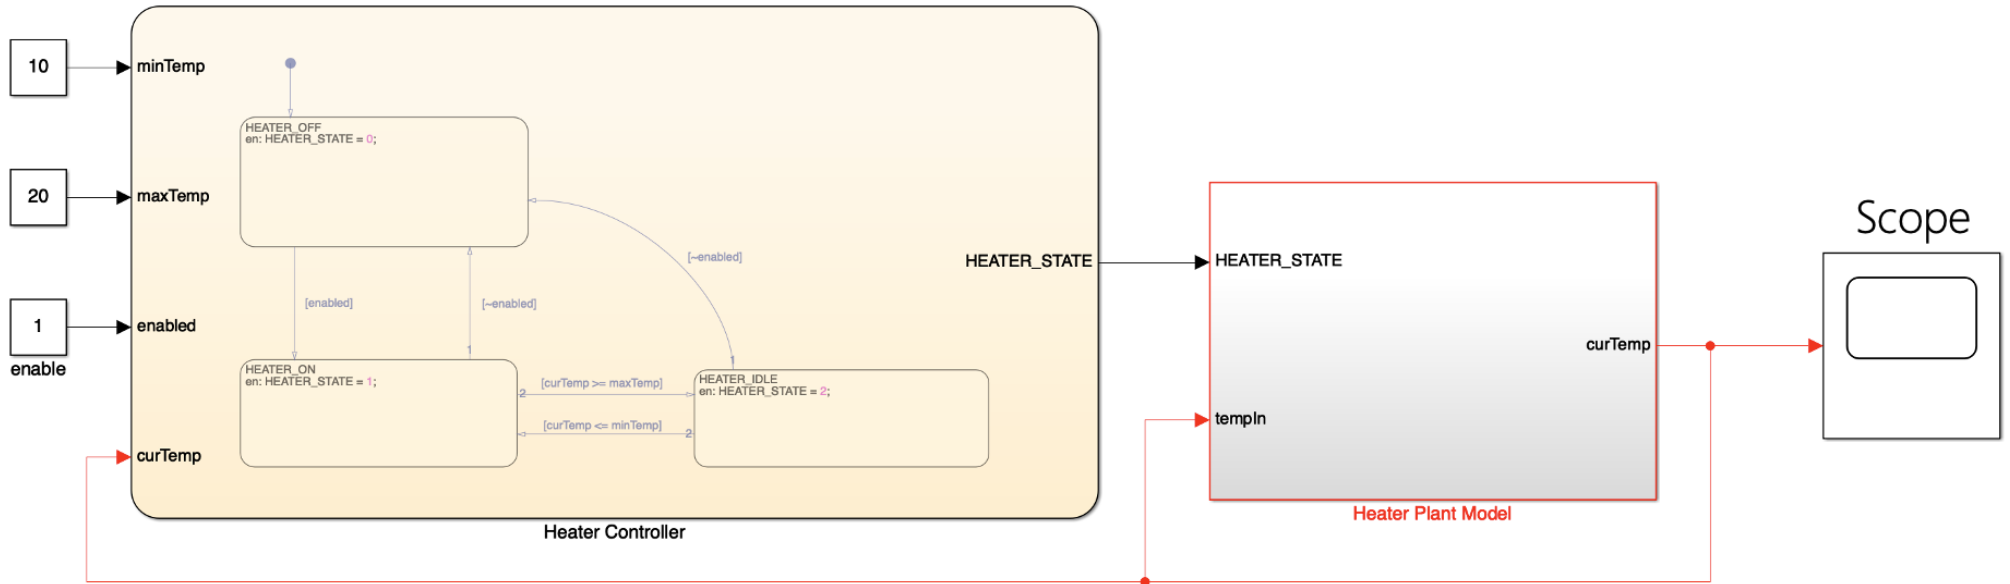 10
minTemp
20
maxTemp
1
enable
enabled
curTemp
HEATER_OFF
en: HEATER_STATE = 0;
[enabled]
[~enabled]
1
[~enabled]
1
HEATER_ON
en: HEATER_STATE = 1;
2
[curTemp >= maxTemp]
[curTemp <= minTemp]
2
HEATER_IDLE
en: HEATER_STATE = 2;
HEATER_STATE
Heater Controller
HEATER_STATE
tempIn
curTemp
Heater Plant Model
Scope